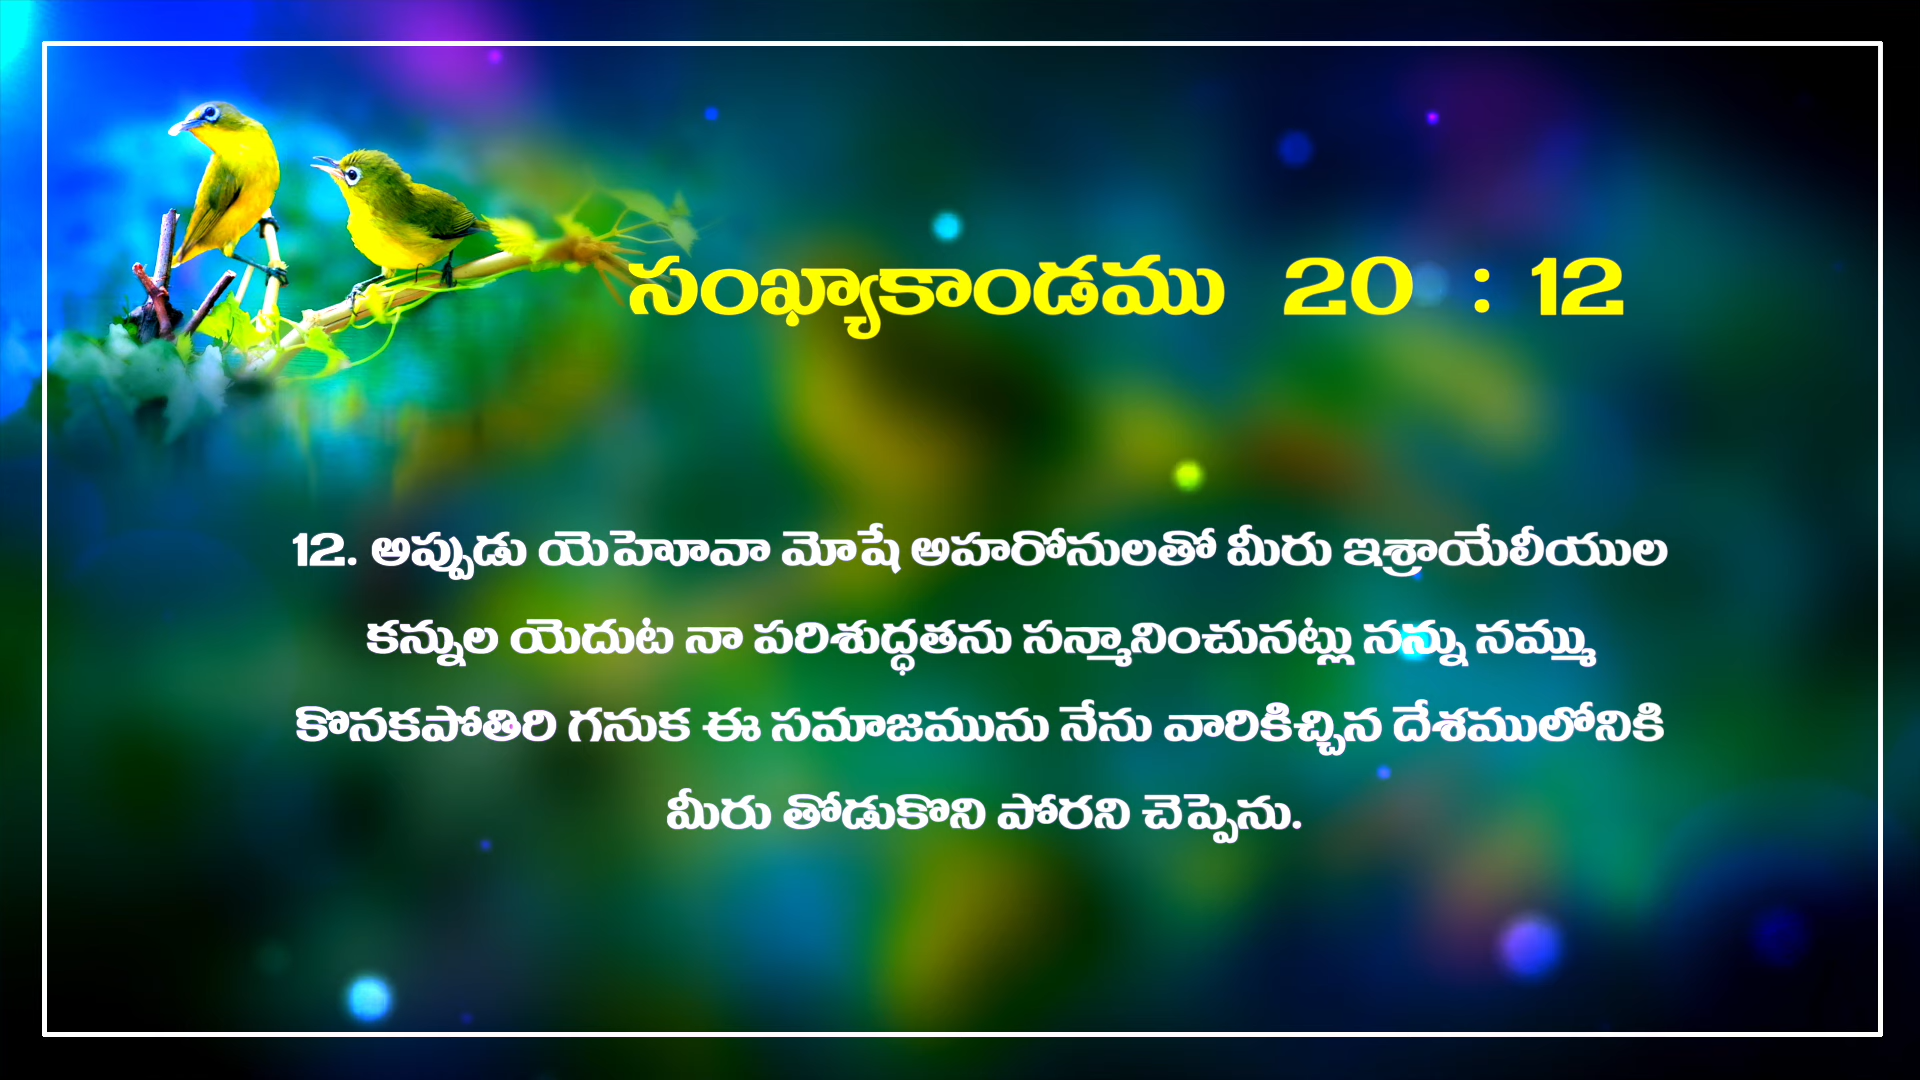 సంఖ్యాకాండము 20 : 12
12. అప్పుడు యెహెూవా మోషే అహరోనులతో మీరు ఇశ్రాయేలీయుల
కన్నుల యెదుట నా పరిశుద్ధతను సన్మానించునట్లు నన్ను నమ్ము
కొనకపోతిరి గనుక ఈ సమాజమును నేను వారికిచ్చిన దేశములోనికి
మీరు తోడుకొని పోరని చెప్పెను.